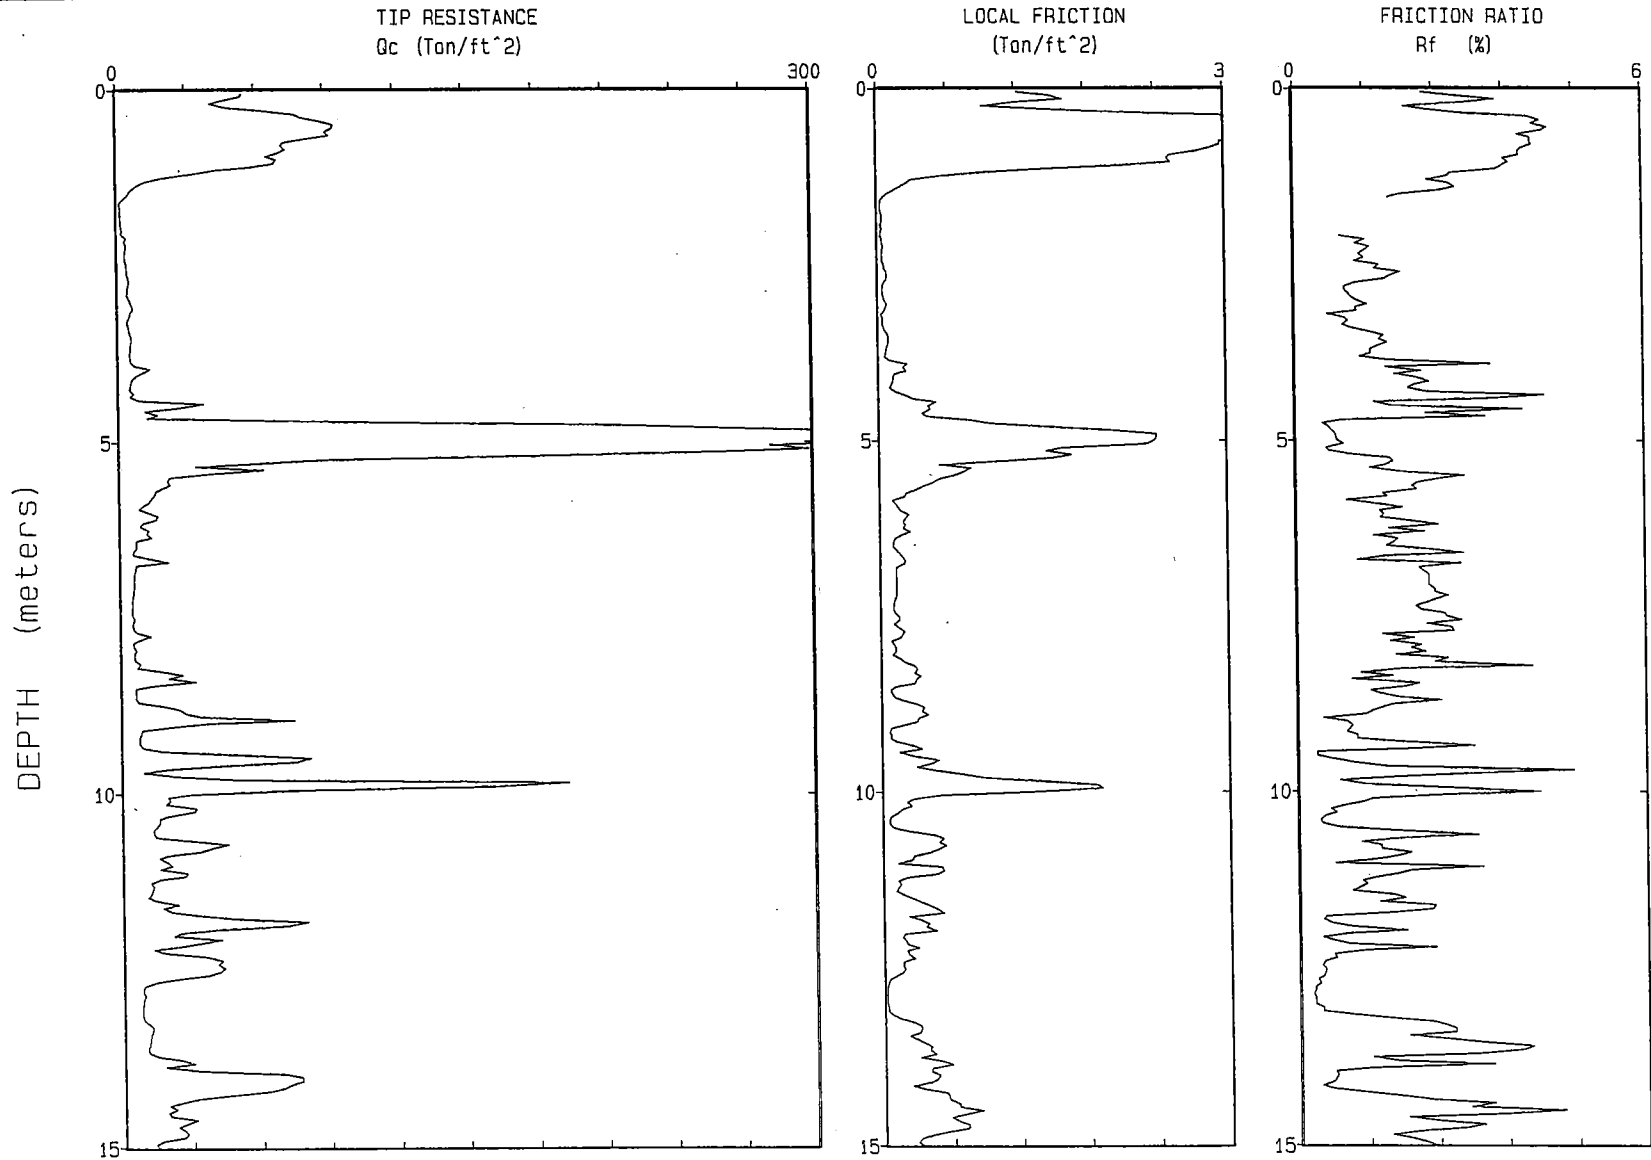 TIP RESISTANCE
Qc (Ton/ft^2)
0 300
LOCAL FRICTION
(Ton/ft^2)
0 3
FRICTION RATIO
Rf (%)
0 6
DEPTH (meters)
0
5
10
15
0
5
10
15
0
5
10
15